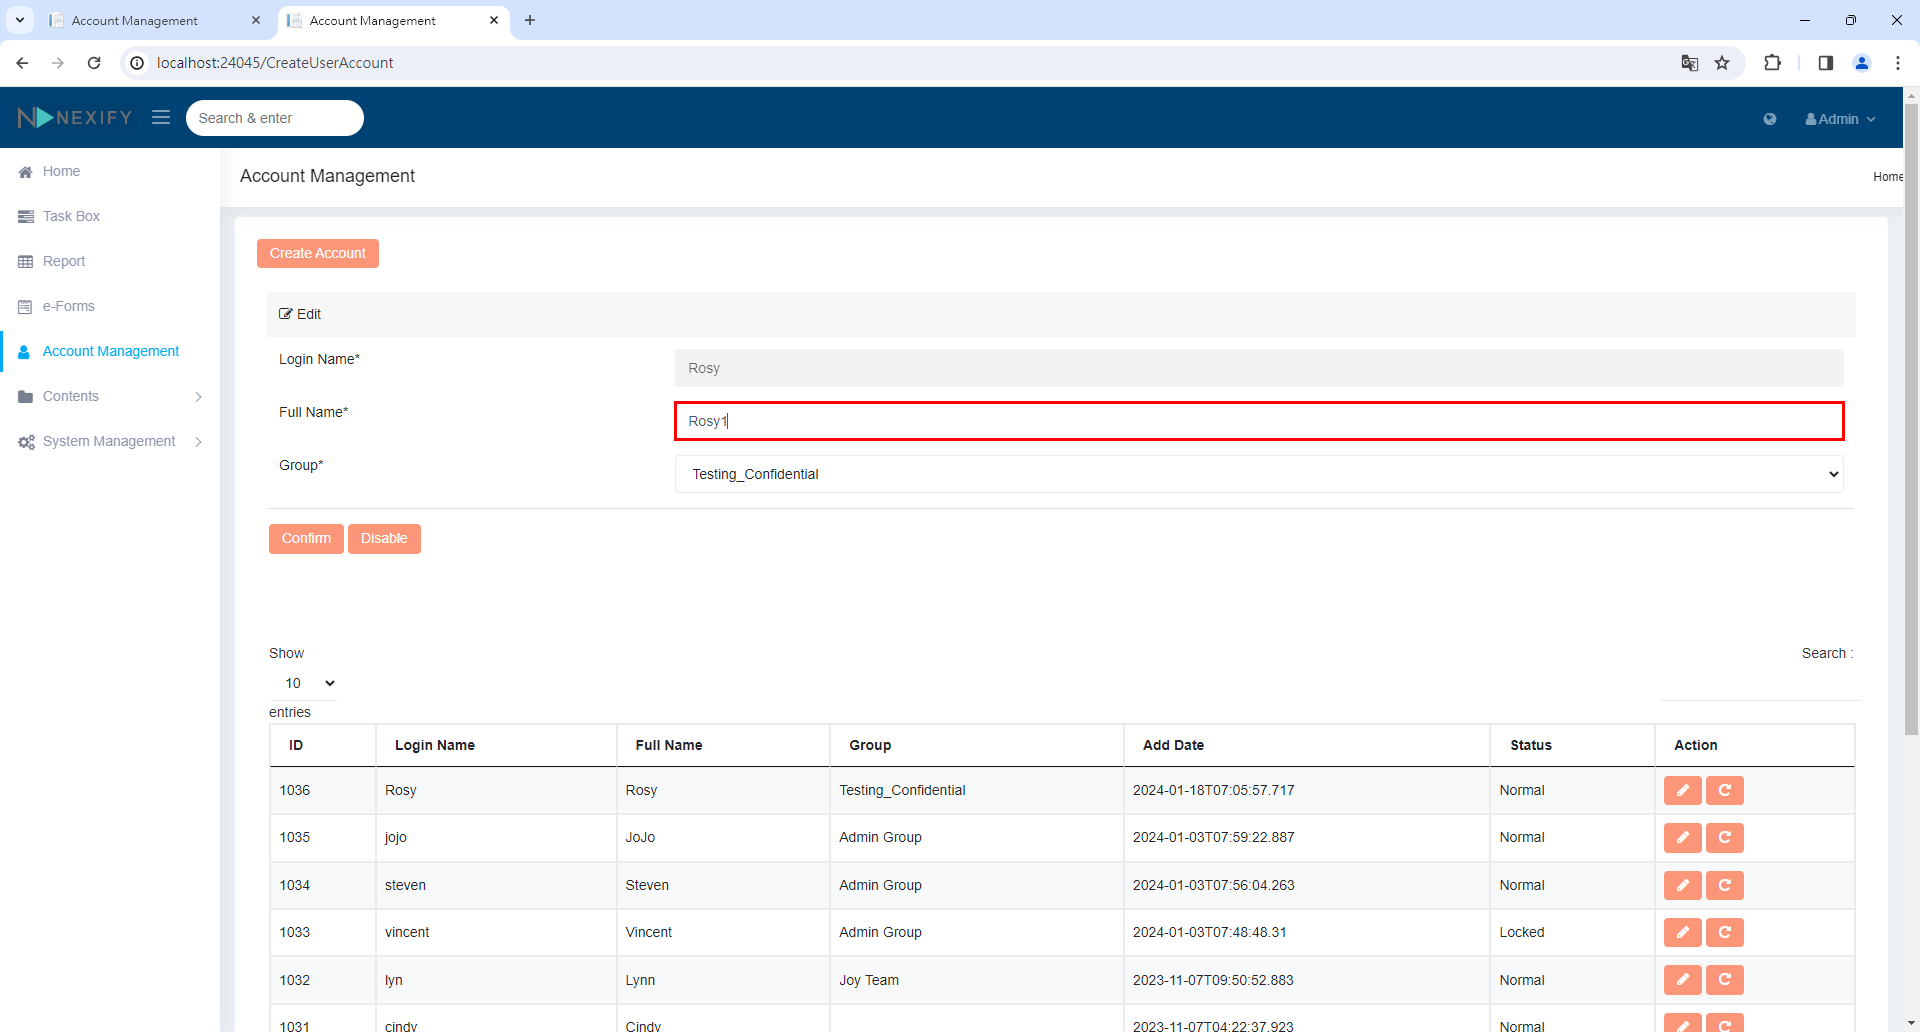 Account Management
Account Management
localhost:24045/CreateUserAccount
NEXIFY
Search & enter
Admin
Home
Task Box
Report
e-Forms
Account Management
Contents
System Management
Account Management
Home
Create Account
Edit
Login Name*
Rosy
Full Name*
Rosy1
Group*
Testing_Confidential
Confirm Disable
Show
10
entries
Search :
ID Login Name Full Name Group Add Date Status Action
1036 Rosy Rosy Testing_Confidential 2024-01-18T07:05:57.717 Normal
1035 jojo JoJo Admin Group 2024-01-03T07:59:22.887 Normal
1034 steven Steven Admin Group 2024-01-03T07:56:04.263 Normal
1033 vincent Vincent Admin Group 2024-01-03T07:48:48.31 Locked
1032 lyn Lynn Joy Team 2023-11-07T09:50:52.883 Normal
1031 cindy Cindy 2023-11-07T04:22:37.923 Normal